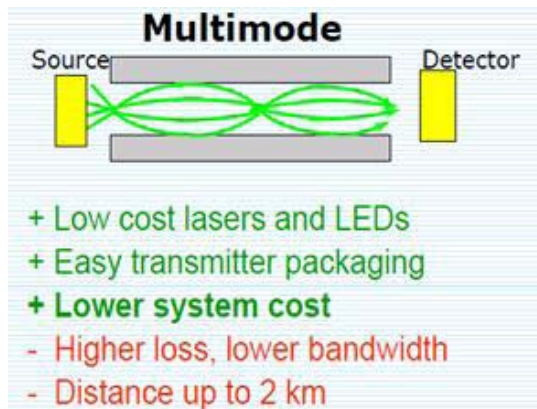 Multimode
Source
Detector
+ Low cost lasers and LEDs
+ Easy transmitter packaging
+ Lower system cost
- Higher loss, lower bandwidth
- Distance up to 2 km